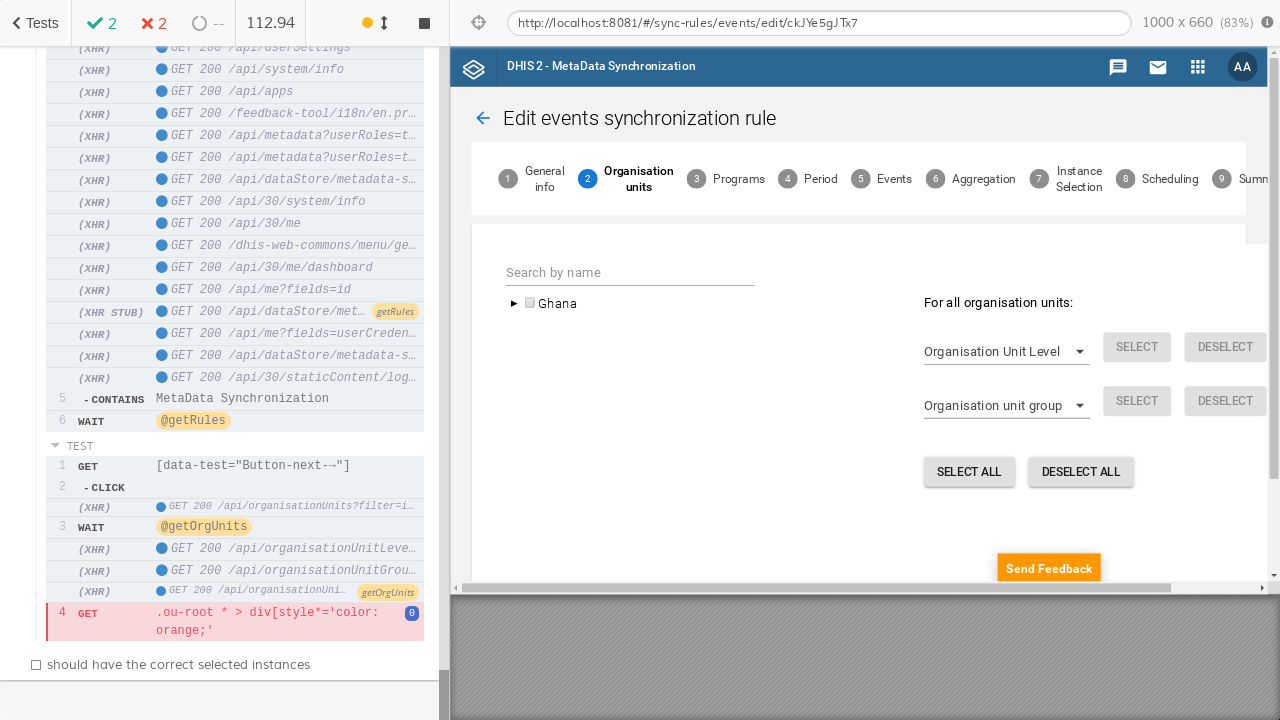 Tests
2
2
--
112.94
http://localhost:8081/#/sync-rules/events/edit/ckJYe5gJTx7
1000 x 660 (83%)
(XHR) GET 200 /api/userSettings
(XHR) GET 200 /api/system/info
(XHR) GET 200 /api/apps
(XHR) GET 200 /feedback-tool/i18n/en.pr…
(XHR) GET 200 /api/metadata?userRoles=t…
(XHR) GET 200 /api/metadata?userRoles=t…
(XHR) GET 200 /api/dataStore/metadata-s…
(XHR) GET 200 /api/30/system/info
(XHR) GET 200 /api/30/me
(XHR) GET 200 /dhis-web-commons/menu/ge…
(XHR) GET 200 /api/30/me/dashboard
(XHR) GET 200 /api/me?fields=id
(XHR STUB) GET 200 /api/dataStore/met… getRules
(XHR) GET 200 /api/me?fields=userCreden…
(XHR) GET 200 /api/dataStore/metadata-s…
(XHR) GET 200 /api/30/staticContent/log…
5 -CONTAINS MetaData Synchronization
6 WAIT @getRules
TEST
1 GET [data-test="Button-next-→"]
2 -CLICK
(XHR) GET 200 /api/organisationUnits?filter=i…
3 WAIT @getOrgUnits
(XHR) GET 200 /api/organisationUnitLeve…
(XHR) GET 200 /api/organisationUnitGrou…
(XHR) GET 200 /api/organisationUni… getOrgUnits
4 GET .ou-root * > div[style*='color: 0
orange;'
should have the correct selected instances
DHIS 2 - MetaData Synchronization
AA
Edit events synchronization rule
1 General info
2 Organisation units
3 Programs
4 Period
5 Events
6 Aggregation
7 Instance Selection
8 Scheduling
9 Summ
Search by name
Ghana
For all organisation units:
Organisation Unit Level SELECT DESELECT
Organisation unit group SELECT DESELECT
SELECT ALL DESELECT ALL
Send Feedback